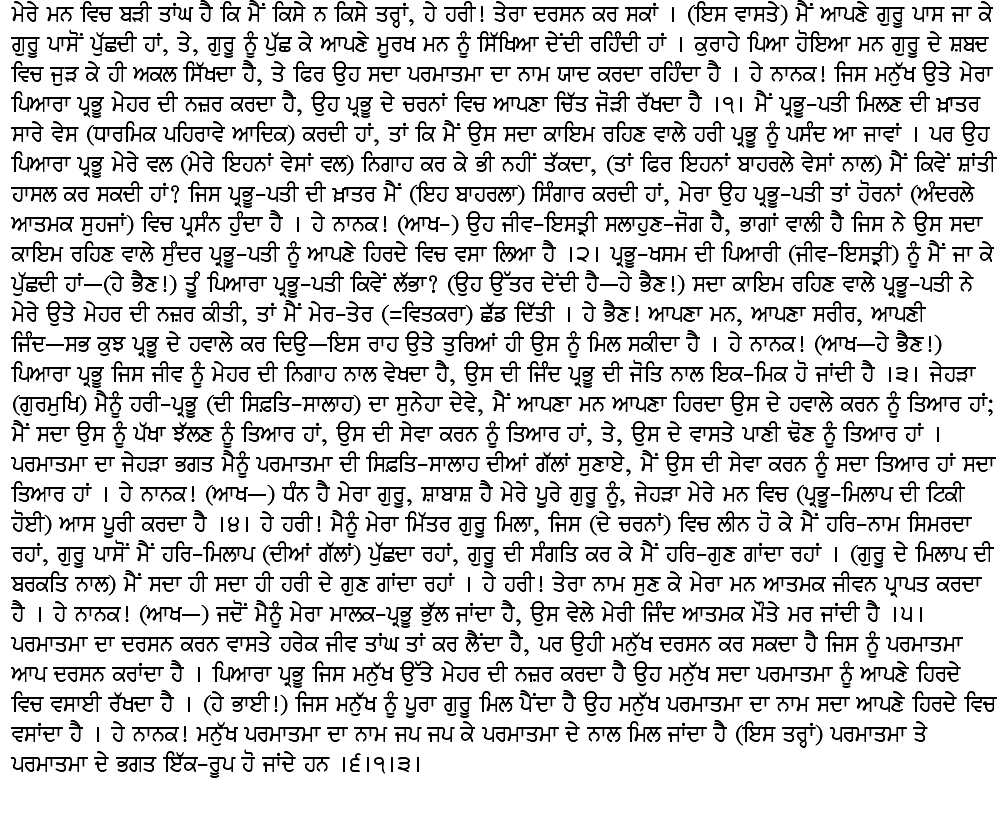 ਮੇਰੇ ਮਨ ਵਿਚ ਬੜੀ ਤਾਂਘ ਹੈ ਕਿ ਮੈਂ ਕਿਸੇ ਨ ਕਿਸੇ ਤਰ੍ਹਾਂ, ਹੇ ਹਰੀ! ਤੇਰਾ ਦਰਸਨ ਕਰ ਸਕਾਂ । (ਇਸ ਵਾਸਤੇ) ਮੈਂ ਆਪਣੇ ਗੁਰੂ ਪਾਸ ਜਾ ਕੇ
ਗੁਰੂ ਪਾਸੋਂ ਪੁੱਛਦੀ ਹਾਂ, ਤੇ, ਗੁਰੂ ਨੂੰ ਪੁੱਛ ਕੇ ਆਪਣੇ ਮੂਰਖ ਮਨ ਨੂੰ ਸਿੱਖਿਆ ਦੇਂਦੀ ਰਹਿੰਦੀ ਹਾਂ । ਕੁਰਾਹੇ ਪਿਆ ਹੋਇਆ ਮਨ ਗੁਰੂ ਦੇ ਸ਼ਬਦ
ਵਿਚ ਜੁੜ ਕੇ ਹੀ ਅਕਲ ਸਿੱਖਦਾ ਹੈ, ਤੇ ਫਿਰ ਉਹ ਸਦਾ ਪਰਮਾਤਮਾ ਦਾ ਨਾਮ ਯਾਦ ਕਰਦਾ ਰਹਿੰਦਾ ਹੈ । ਹੇ ਨਾਨਕ! ਜਿਸ ਮਨੁੱਖ ਉਤੇ ਮੇਰਾ
ਪਿਆਰਾ ਪ੍ਰਭੂ ਮੇਹਰ ਦੀ ਨਜ਼ਰ ਕਰਦਾ ਹੈ, ਉਹ ਪ੍ਰਭੂ ਦੇ ਚਰਨਾਂ ਵਿਚ ਆਪਣਾ ਚਿੱਤ ਜੋੜੀ ਰੱਖਦਾ ਹੈ ।੧। ਮੈਂ ਪ੍ਰਭੂ-ਪਤੀ ਮਿਲਣ ਦੀ ਖ਼ਾਤਰ
ਸਾਰੇ ਵੇਸ (ਧਾਰਮਿਕ ਪਹਿਰਾਵੇ ਆਦਿਕ) ਕਰਦੀ ਹਾਂ, ਤਾਂ ਕਿ ਮੈਂ ਉਸ ਸਦਾ ਕਾਇਮ ਰਹਿਣ ਵਾਲੇ ਹਰੀ ਪ੍ਰਭੂ ਨੂੰ ਪਸੰਦ ਆ ਜਾਵਾਂ । ਪਰ ਉਹ
ਪਿਆਰਾ ਪ੍ਰਭੂ ਮੇਰੇ ਵਲ (ਮੇਰੇ ਇਹਨਾਂ ਵੇਸਾਂ ਵਲ) ਨਿਗਾਹ ਕਰ ਕੇ ਭੀ ਨਹੀਂ ਤੱਕਦਾ, (ਤਾਂ ਫਿਰ ਇਹਨਾਂ ਬਾਹਰਲੇ ਵੇਸਾਂ ਨਾਲ) ਮੈਂ ਕਿਵੇਂ ਸ਼ਾਂਤੀ
ਹਾਸਲ ਕਰ ਸਕਦੀ ਹਾਂ? ਜਿਸ ਪ੍ਰਭੂ-ਪਤੀ ਦੀ ਖ਼ਾਤਰ ਮੈਂ (ਇਹ ਬਾਹਰਲਾ) ਸਿੰਗਾਰ ਕਰਦੀ ਹਾਂ, ਮੇਰਾ ਉਹ ਪ੍ਰਭੂ-ਪਤੀ ਤਾਂ ਹੋਰਨਾਂ (ਅੰਦਰਲੇ
ਆਤਮਕ ਸੁਹਜਾਂ) ਵਿਚ ਪ੍ਰਸੰਨ ਹੁੰਦਾ ਹੈ । ਹੇ ਨਾਨਕ! (ਆਖ-) ਉਹ ਜੀਵ-ਇਸਤ੍ਰੀ ਸਲਾਹੁਣ-ਜੋਗ ਹੈ, ਭਾਗਾਂ ਵਾਲੀ ਹੈ ਜਿਸ ਨੇ ਉਸ ਸਦਾ
ਕਾਇਮ ਰਹਿਣ ਵਾਲੇ ਸੁੰਦਰ ਪ੍ਰਭੂ-ਪਤੀ ਨੂੰ ਆਪਣੇ ਹਿਰਦੇ ਵਿਚ ਵਸਾ ਲਿਆ ਹੈ ।੨। ਪ੍ਰਭੂ-ਖਸਮ ਦੀ ਪਿਆਰੀ (ਜੀਵ-ਇਸਤ੍ਰੀ) ਨੂੰ ਮੈਂ ਜਾ ਕੇ
ਪੁੱਛਦੀ ਹਾਂ—(ਹੇ ਭੈਣ!) ਤੂੰ ਪਿਆਰਾ ਪ੍ਰਭੂ-ਪਤੀ ਕਿਵੇਂ ਲੱਭਾ? (ਉਹ ਉੱਤਰ ਦੇਂਦੀ ਹੈ—ਹੇ ਭੈਣ!) ਸਦਾ ਕਾਇਮ ਰਹਿਣ ਵਾਲੇ ਪ੍ਰਭੂ-ਪਤੀ ਨੇ
ਮੇਰੇ ਉਤੇ ਮੇਹਰ ਦੀ ਨਜ਼ਰ ਕੀਤੀ, ਤਾਂ ਮੈਂ ਮੇਰ-ਤੇਰ (=ਵਿਤਕਰਾ) ਛੱਡ ਦਿੱਤੀ । ਹੇ ਭੈਣ! ਆਪਣਾ ਮਨ, ਆਪਣਾ ਸਰੀਰ, ਆਪਣੀ
ਜਿੰਦ—ਸਭ ਕੁਝ ਪ੍ਰਭੂ ਦੇ ਹਵਾਲੇ ਕਰ ਦਿਉ—ਇਸ ਰਾਹ ਉਤੇ ਤੁਰਿਆਂ ਹੀ ਉਸ ਨੂੰ ਮਿਲ ਸਕੀਦਾ ਹੈ । ਹੇ ਨਾਨਕ! (ਆਖ—ਹੇ ਭੈਣ!)
ਪਿਆਰਾ ਪ੍ਰਭੂ ਜਿਸ ਜੀਵ ਨੂੰ ਮੇਹਰ ਦੀ ਨਿਗਾਹ ਨਾਲ ਵੇਖਦਾ ਹੈ, ਉਸ ਦੀ ਜਿੰਦ ਪ੍ਰਭੂ ਦੀ ਜੋਤਿ ਨਾਲ ਇਕ-ਮਿਕ ਹੋ ਜਾਂਦੀ ਹੈ ।੩। ਜੇਹੜਾ
(ਗੁਰਮੁਖਿ) ਮੈਨੂੰ ਹਰੀ-ਪ੍ਰਭੂ (ਦੀ ਸਿਫ਼ਤਿ-ਸਾਲਾਹ) ਦਾ ਸੁਨੇਹਾ ਦੇਵੇ, ਮੈਂ ਆਪਣਾ ਮਨ ਆਪਣਾ ਹਿਰਦਾ ਉਸ ਦੇ ਹਵਾਲੇ ਕਰਨ ਨੂੰ ਤਿਆਰ ਹਾਂ;
ਮੈਂ ਸਦਾ ਉਸ ਨੂੰ ਪੱਖਾ ਝੱਲਣ ਨੂੰ ਤਿਆਰ ਹਾਂ, ਉਸ ਦੀ ਸੇਵਾ ਕਰਨ ਨੂੰ ਤਿਆਰ ਹਾਂ, ਤੇ, ਉਸ ਦੇ ਵਾਸਤੇ ਪਾਣੀ ਢੋਣ ਨੂੰ ਤਿਆਰ ਹਾਂ ।
ਪਰਮਾਤਮਾ ਦਾ ਜੇਹੜਾ ਭਗਤ ਮੈਨੂੰ ਪਰਮਾਤਮਾ ਦੀ ਸਿਫ਼ਤਿ-ਸਾਲਾਹ ਦੀਆਂ ਗੱਲਾਂ ਸੁਣਾਏ, ਮੈਂ ਉਸ ਦੀ ਸੇਵਾ ਕਰਨ ਨੂੰ ਸਦਾ ਤਿਆਰ ਹਾਂ ਸਦਾ
ਤਿਆਰ ਹਾਂ । ਹੇ ਨਾਨਕ! (ਆਖ—) ਧੰਨ ਹੈ ਮੇਰਾ ਗੁਰੂ, ਸ਼ਾਬਾਸ਼ ਹੈ ਮੇਰੇ ਪੂਰੇ ਗੁਰੂ ਨੂੰ, ਜੇਹੜਾ ਮੇਰੇ ਮਨ ਵਿਚ (ਪ੍ਰਭੂ-ਮਿਲਾਪ ਦੀ ਟਿਕੀ
ਹੋਈ) ਆਸ ਪੂਰੀ ਕਰਦਾ ਹੈ ।੪। ਹੇ ਹਰੀ! ਮੈਨੂੰ ਮੇਰਾ ਮਿੱਤਰ ਗੁਰੂ ਮਿਲਾ, ਜਿਸ (ਦੇ ਚਰਨਾਂ) ਵਿਚ ਲੀਨ ਹੋ ਕੇ ਮੈਂ ਹਰਿ-ਨਾਮ ਸਿਮਰਦਾ
ਰਹਾਂ, ਗੁਰੂ ਪਾਸੋਂ ਮੈਂ ਹਰਿ-ਮਿਲਾਪ (ਦੀਆਂ ਗੱਲਾਂ) ਪੁੱਛਦਾ ਰਹਾਂ, ਗੁਰੂ ਦੀ ਸੰਗਤਿ ਕਰ ਕੇ ਮੈਂ ਹਰਿ-ਗੁਣ ਗਾਂਦਾ ਰਹਾਂ । (ਗੁਰੂ ਦੇ ਮਿਲਾਪ ਦੀ
ਬਰਕਤਿ ਨਾਲ) ਮੈਂ ਸਦਾ ਹੀ ਸਦਾ ਹੀ ਹਰੀ ਦੇ ਗੁਣ ਗਾਂਦਾ ਰਹਾਂ । ਹੇ ਹਰੀ! ਤੇਰਾ ਨਾਮ ਸੁਣ ਕੇ ਮੇਰਾ ਮਨ ਆਤਮਕ ਜੀਵਨ ਪ੍ਰਾਪਤ ਕਰਦਾ
ਹੈ । ਹੇ ਨਾਨਕ! (ਆਖ—) ਜਦੋਂ ਮੈਨੂੰ ਮੇਰਾ ਮਾਲਕ-ਪ੍ਰਭੂ ਭੁੱਲ ਜਾਂਦਾ ਹੈ, ਉਸ ਵੇਲੇ ਮੇਰੀ ਜਿੰਦ ਆਤਮਕ ਮੌਤੇ ਮਰ ਜਾਂਦੀ ਹੈ ।੫।
ਪਰਮਾਤਮਾ ਦਾ ਦਰਸਨ ਕਰਨ ਵਾਸਤੇ ਹਰੇਕ ਜੀਵ ਤਾਂਘ ਤਾਂ ਕਰ ਲੈਂਦਾ ਹੈ, ਪਰ ਉਹੀ ਮਨੁੱਖ ਦਰਸਨ ਕਰ ਸਕਦਾ ਹੈ ਜਿਸ ਨੂੰ ਪਰਮਾਤਮਾ
ਆਪ ਦਰਸਨ ਕਰਾਂਦਾ ਹੈ । ਪਿਆਰਾ ਪ੍ਰਭੂ ਜਿਸ ਮਨੁੱਖ ਉੱਤੇ ਮੇਹਰ ਦੀ ਨਜ਼ਰ ਕਰਦਾ ਹੈ ਉਹ ਮਨੁੱਖ ਸਦਾ ਪਰਮਾਤਮਾ ਨੂੰ ਆਪਣੇ ਹਿਰਦੇ
ਵਿਚ ਵਸਾਈ ਰੱਖਦਾ ਹੈ । (ਹੇ ਭਾਈ!) ਜਿਸ ਮਨੁੱਖ ਨੂੰ ਪੂਰਾ ਗੁਰੂ ਮਿਲ ਪੈਂਦਾ ਹੈ ਉਹ ਮਨੁੱਖ ਪਰਮਾਤਮਾ ਦਾ ਨਾਮ ਸਦਾ ਆਪਣੇ ਹਿਰਦੇ ਵਿਚ
ਵਸਾਂਦਾ ਹੈ । ਹੇ ਨਾਨਕ! ਮਨੁੱਖ ਪਰਮਾਤਮਾ ਦਾ ਨਾਮ ਜਪ ਜਪ ਕੇ ਪਰਮਾਤਮਾ ਦੇ ਨਾਲ ਮਿਲ ਜਾਂਦਾ ਹੈ (ਇਸ ਤਰ੍ਹਾਂ) ਪਰਮਾਤਮਾ ਤੇ
ਪਰਮਾਤਮਾ ਦੇ ਭਗਤ ਇੱਕ-ਰੂਪ ਹੋ ਜਾਂਦੇ ਹਨ ।੬।੧।੩।